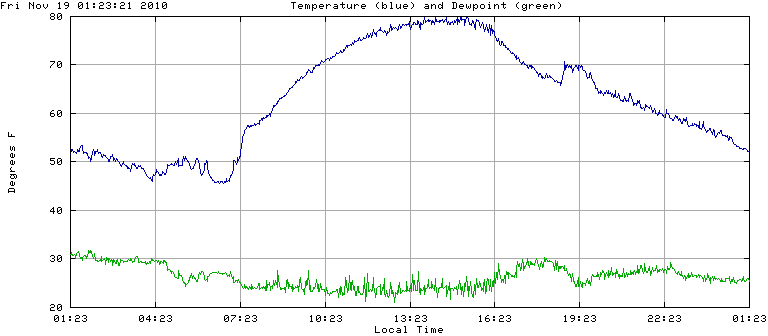 Fri Nov 19 01:23:21 2010 Temperature (blue) and Dewpoint (green)
80
70
60
50
40
30
20
Degrees F
01:23 04:23 07:23 10:23 13:23 16:23 19:23 22:23 01:23
Local Time